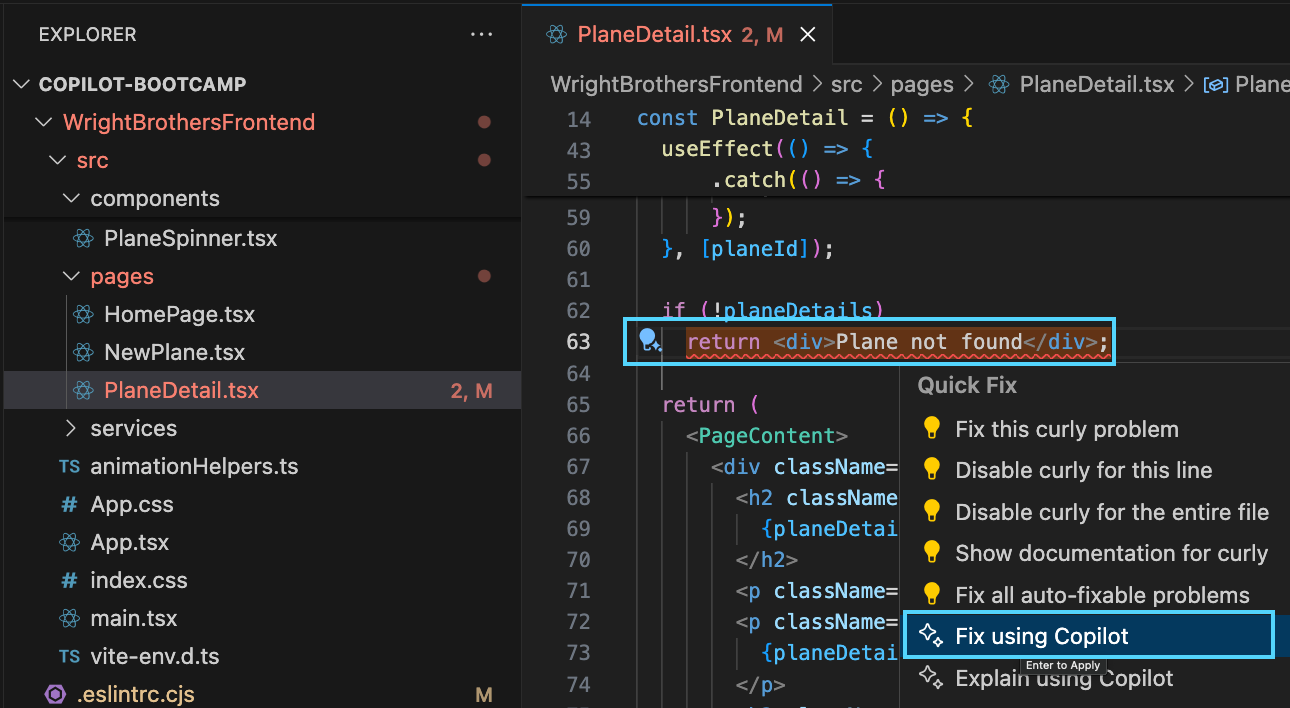 EXPLORER
COPILOT-BOOTCAMP
WrightBrothersFrontend
src
components
PlaneSpinner.tsx
pages
HomePage.tsx
NewPlane.tsx
PlaneDetail.tsx 2, M
services
TS animationHelpers.ts
# App.css
App.tsx
# index.css
main.tsx
TS vite-env.d.ts
.eslintrc.cjs M
PlaneDetail.tsx 2, M
WrightBrothersFrontend > src > pages > PlaneDetail.tsx > Plane
14 const PlaneDetail = () => {
43 useEffect(() => {
55 .catch(() => {
59 });
60 }, [planeId]);
61
62 if (!planeDetails)
63 return <div>Plane not found</div>;
64
65 return (
66 <PageContent>
67 <div className=
68 <h2 className
69 {planeDetai
70 </h2>
71 <p className=
72 <p className=
73 {planeDetai
74 </p>
Quick Fix
Fix this curly problem
Disable curly for this line
Disable curly for the entire file
Show documentation for curly
Fix all auto-fixable problems
Fix using Copilot
Enter to Apply
Explain using Copilot